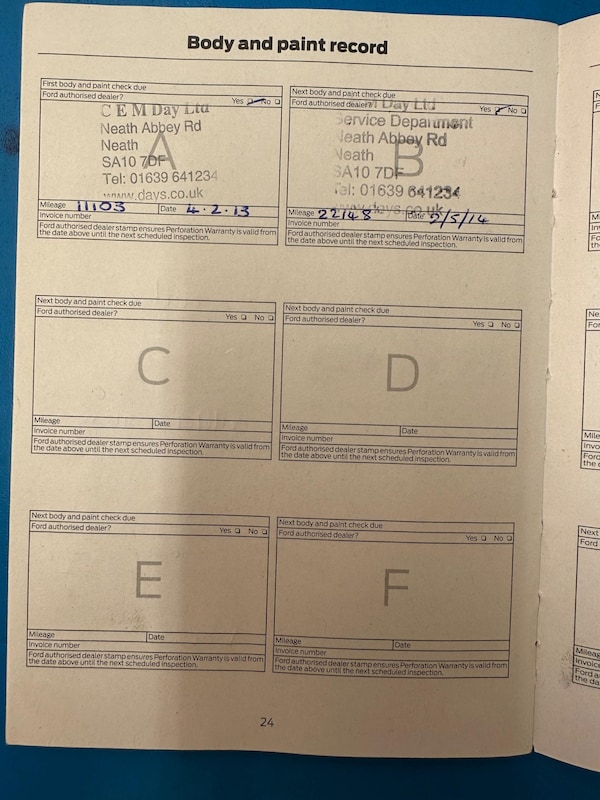 Body and paint record
First body and paint check due
Ford authorised dealer?
Yes ☑ No ☐
C E M Day Ltd
Neath Abbey Rd
Neath
SA10 7DF
Tel: 01639 641234
www.days.co.uk
A
Mileage 11103 Date 4.2.13
Invoice number
Ford authorised dealer stamp ensures Perforation Warranty is valid from
the date above until the next scheduled inspection.
Next body and paint check due
Ford authorised dealer?
Yes ☑ No ☐
M Day Ltd
Service Department
Neath Abbey Rd
Neath
SA10 7DF
Tel: 01639 641234
www.days.co.uk
B
Mileage 22148 Date 2/5/14
Invoice number
Ford authorised dealer stamp ensures Perforation Warranty is valid from
the date above until the next scheduled inspection.
Next body and paint check due
Ford authorised dealer?
Yes ☐ No ☐
C
Mileage Date
Invoice number
Ford authorised dealer stamp ensures Perforation Warranty is valid from
the date above until the next scheduled inspection.
Next body and paint check due
Ford authorised dealer?
Yes ☐ No ☐
D
Mileage Date
Invoice number
Ford authorised dealer stamp ensures Perforation Warranty is valid from
the date above until the next scheduled inspection.
Next body and paint check due
Ford authorised dealer?
Yes ☐ No ☐
E
Mileage Date
Invoice number
Ford authorised dealer stamp ensures Perforation Warranty is valid from
the date above until the next scheduled inspection.
Next body and paint check due
Ford authorised dealer?
Yes ☐ No ☐
F
Mileage Date
Invoice number
Ford authorised dealer stamp ensures Perforation Warranty is valid from
the date above until the next scheduled inspection.
24